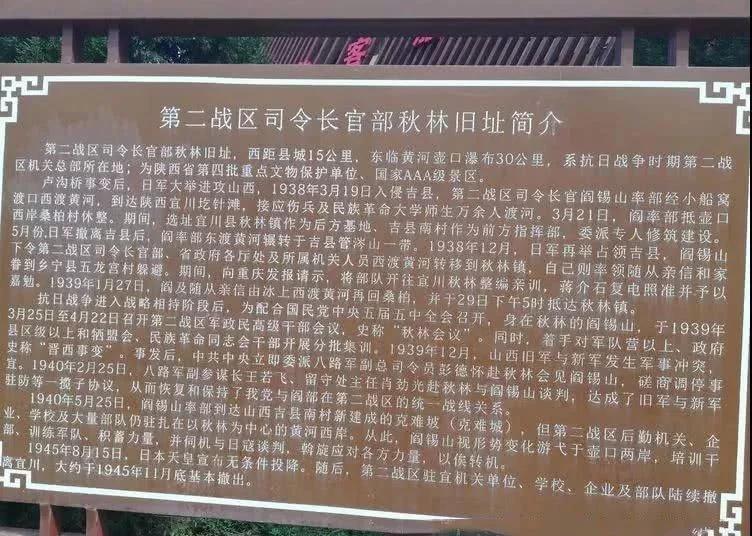 客
第二战区司令长官部秋林旧址简介
第二战区司令长官部秋林旧址，西距县城15公里，东临黄河壶口瀑布30公里，系抗日战争时期第二战
区机关总部所在地；为陕西省第四批重点文物保护单位、国家AAA级景区。
卢沟桥事变后，日军大举进攻山西，1938年3月19日入侵吉县，第二战区司令长官阎锡山率部经小船窝
渡口西渡黄河，到达陕西宜川圪针滩，接应伤兵及民族革命大学师生万余人渡河。3月21日，阎率部抵壶口
西岸桑柏村休整。期间，选址宜川县秋林镇作为后方基地、吉县南村作为前方指挥部，委派专人修筑建设。
5月份,日军撤离吉县后，阎率部东渡黄河辗转于吉县管涔山一带。1938年12月，日军再举占领吉县，阎锡山
下令第二战区司令长官部、省政府各厅处及所属机关人员西渡黄河转移到秋林镇，自己则率领随从亲信和家
眷到乡宁县五龙宫村躲避。期间，向重庆发报请示，将部队开往宜川秋林整编亲训，蒋介石复电照准并予以
嘉勉。1939年1月27日，阎及随从亲信由冰上西渡黄河再回桑柏，并于29日下午5时抵达秋林镇。
抗日战争进入战略相持阶段后，为配合国民党中央五届五中全会召开，身在秋林的阎锡山，于1939年
3月25日至4月22日召开第二战区军政民高级干部会议，史称“秋林会议”。同时，着手对军队营以上、政府
县区级以上和牺盟会、民族革命同志会干部开展分批集训。1939年12月，山西旧军与新军发生军事冲突，
史称“晋西事变”。事发后，中共中央立即委派八路军副总司令员彭德怀赴秋林会见阎锡山，磋商调停事
宜。1940年2月25日，八路军副参谋长王若飞、留守处主任肖劲光赴秋林与阎锡山谈判，达成了旧军与新军
驻防等一揽子协议，从而恢复和保持了我党与阎部在第二战区的统一战线关系。
1940年5月25日，阎锡山率部到达山西吉县南村新建成的克难坡（克难城），但第二战区后勤机关、企
业、学校及大量部队仍驻扎在以秋林为中心的黄河西岸。从此，阎锡山视形势变化游弋于壶口两岸，培训干
部、训练军队、积蓄力量，并伺机与日寇谈判，斡旋应对各方力量，以俟转机。
1945年8月15日，日本天皇宣布无条件投降。随后，第二战区驻宜机关单位、学校、企业及部队陆续撤
离宜川，大约于1945年11月底基本撤出。